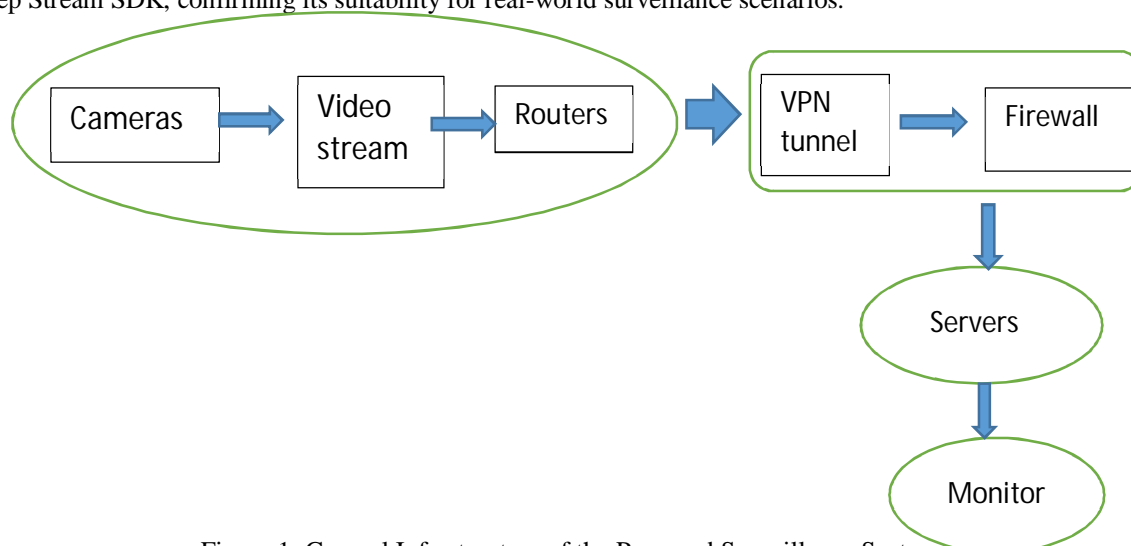 Stream SDK, confirming its suitability for real-world surveillance scenarios.
Cameras
Video
stream
Routers
VPN
tunnel
Firewall
Servers
Monitor
Figure 1: General Infrastructure of the Proposed Surveillance System